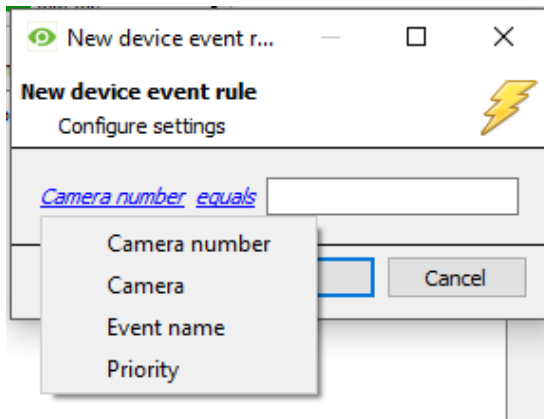 New device event r...
New device event rule
Configure settings
Camera number equals
Camera number
Camera
Event name
Priority
Cancel